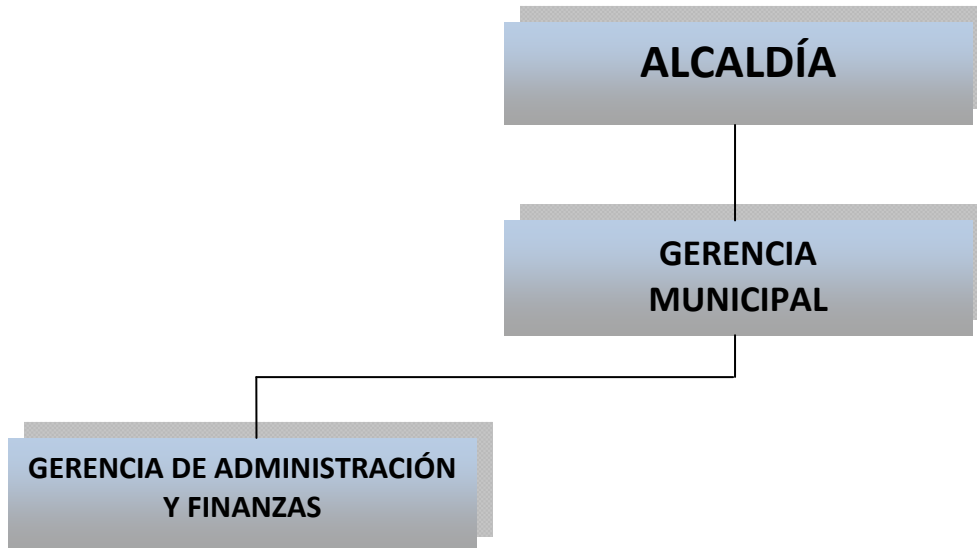 ALCALDÍA
GERENCIA
MUNICIPAL
GERENCIA DE ADMINISTRACIÓN
Y FINANZAS